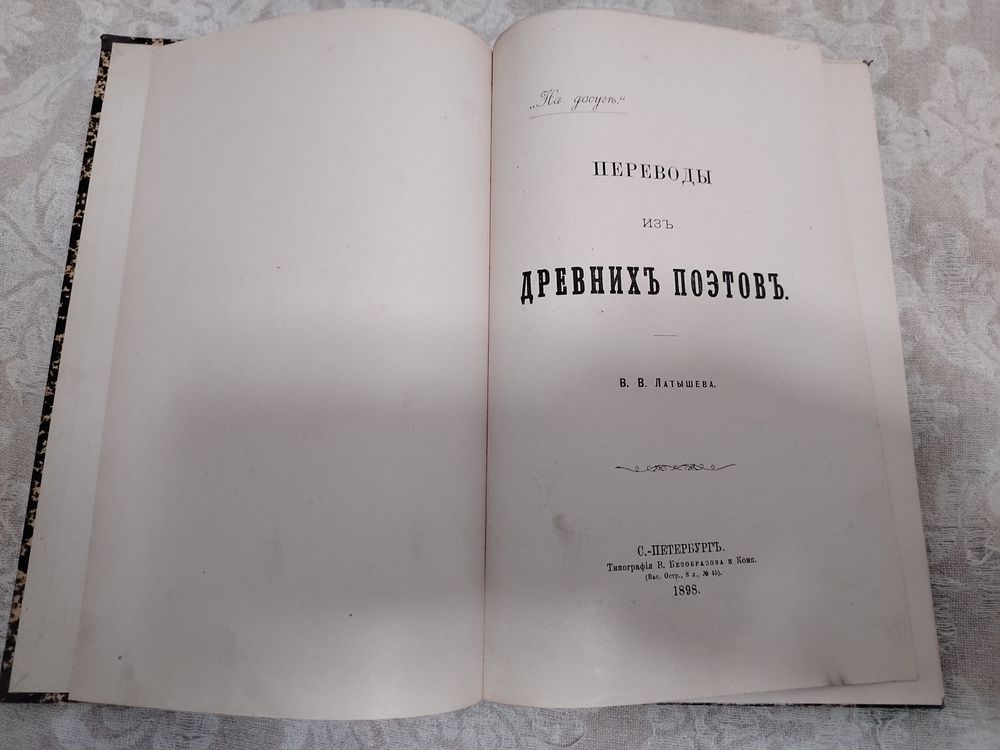 „На досугѣ.“
ПЕРЕВОДЫ
ИЗЪ
ДРЕВНИХЪ ПОЭТОВЪ.
В. В. Латышева.
С.-ПЕТЕРБУРГЪ.
Типографія В. Безобразова и Комп.
(Вас. Остр., 8 л., № 45).
1898.